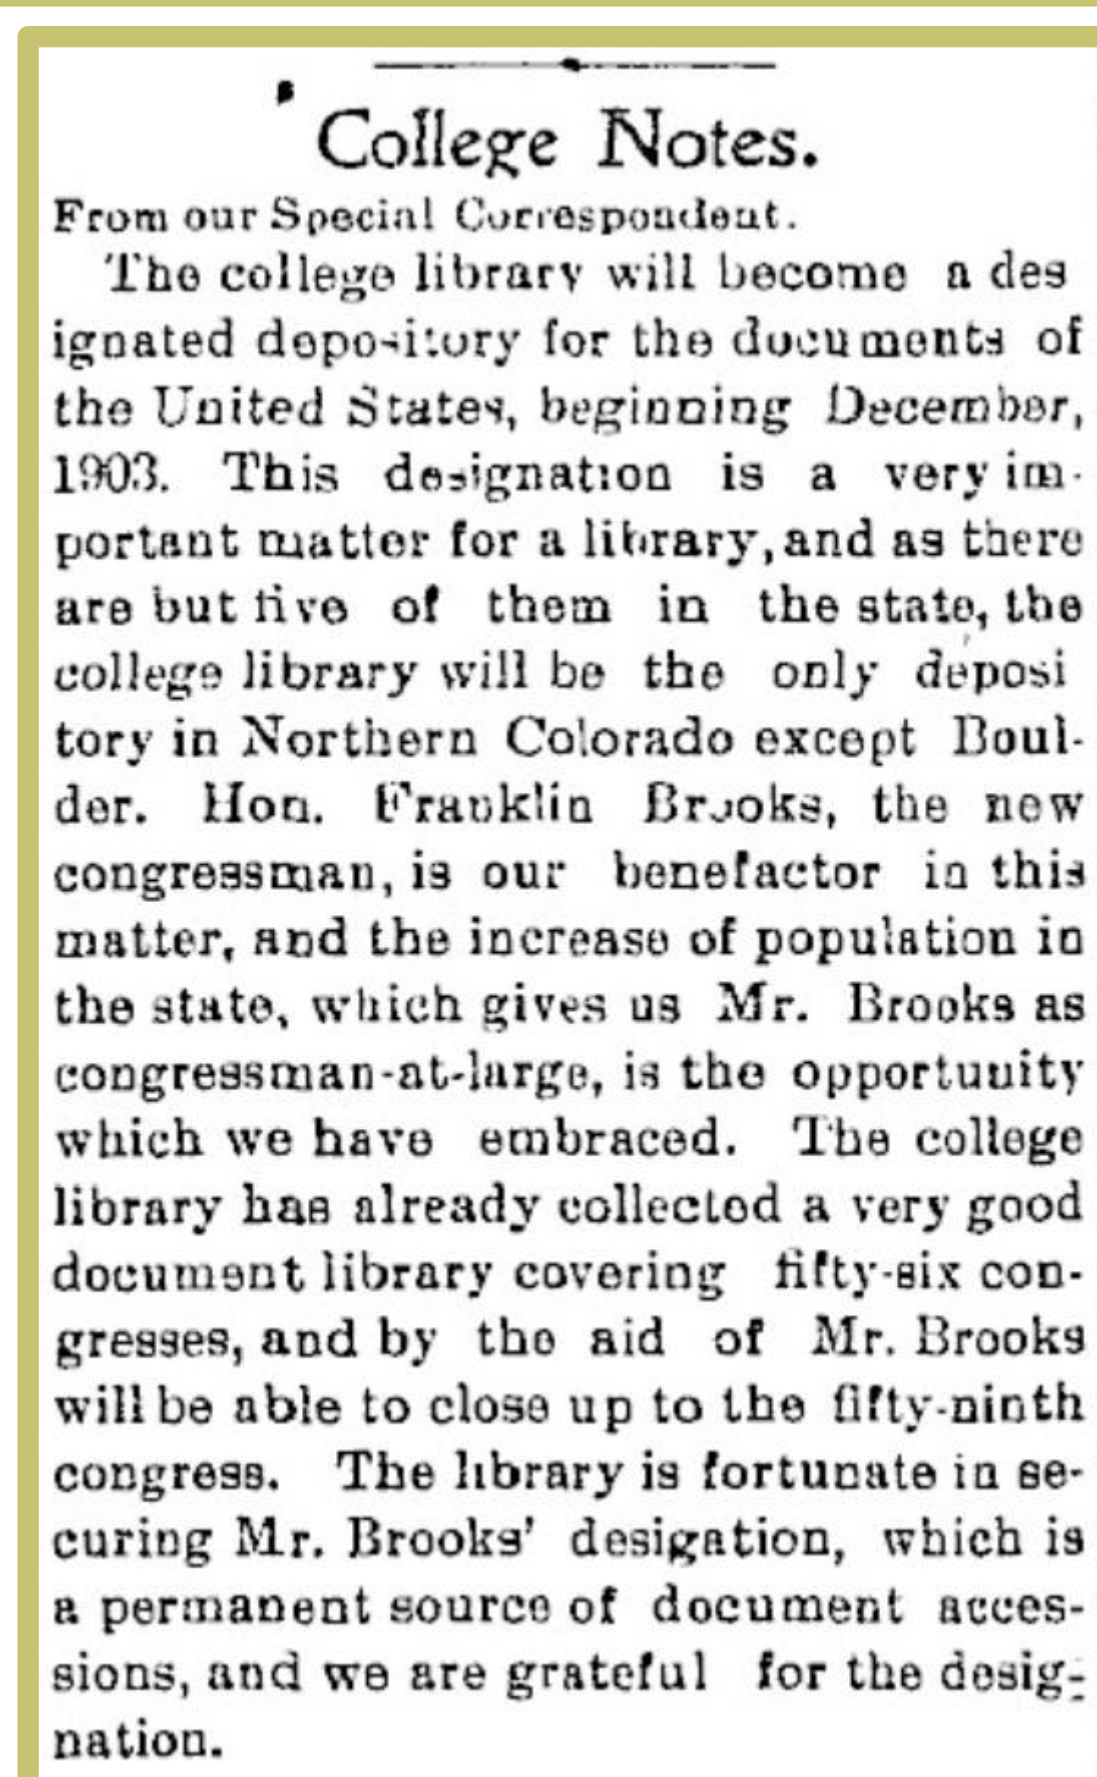 College Notes.
From our Special Correspondent.
The college library will become a des
ignated depository for the documents of
the United States, beginning December,
1903. This designation is a very im-
portant matter for a library, and as there
are but five of them in the state, the
college library will be the only deposi
tory in Northern Colorado except Boul-
der. Hon. Franklin Brooks, the new
congressman, is our benefactor in this
matter, and the increase of population in
the state, which gives us Mr. Brooks as
congressman-at-large, is the opportunity
which we have embraced. The college
library has already collected a very good
document library covering fifty-six con-
gresses, and by the aid of Mr. Brooks
will be able to close up to the fifty-ninth
congress. The library is fortunate in se-
curing Mr. Brooks' desigation, which is
a permanent source of document acces-
sions, and we are grateful for the desig-
nation.